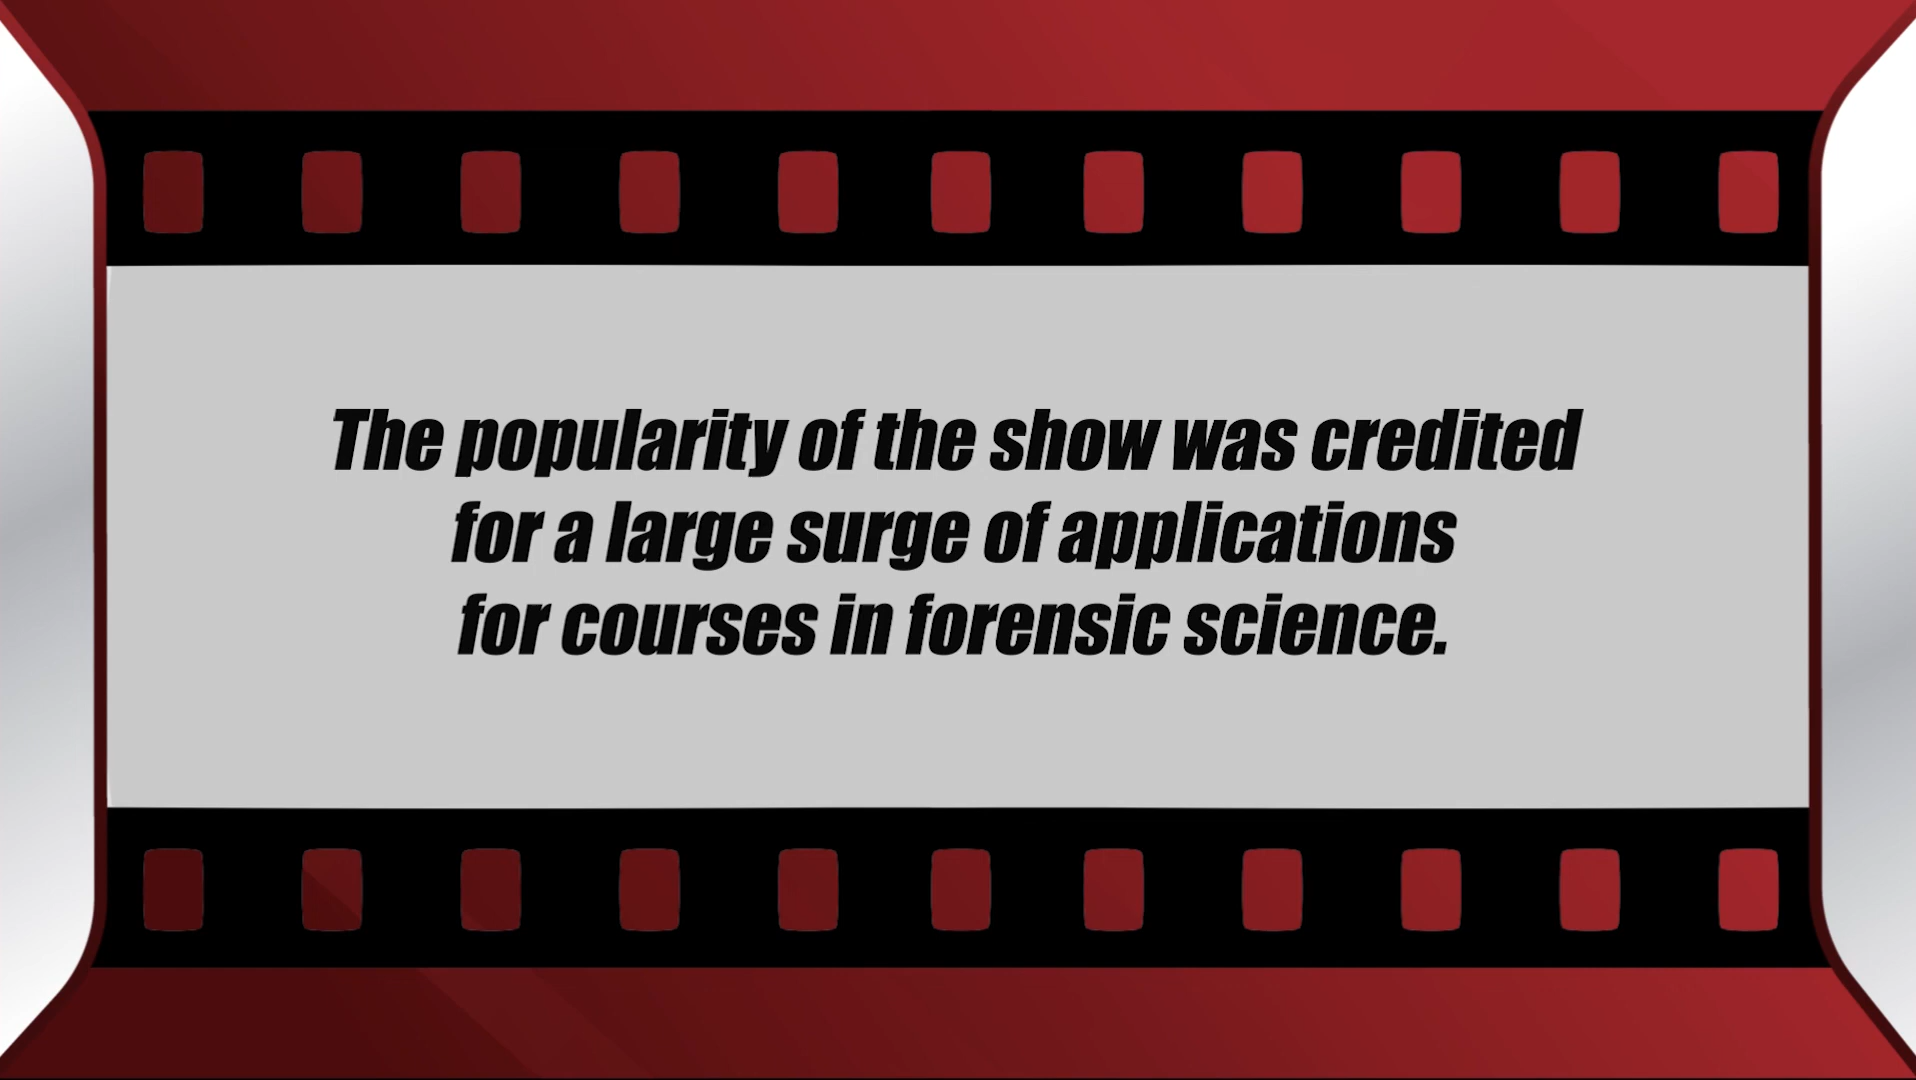 The popularity of the show was credited
for a large surge of applications
for courses in forensic science.